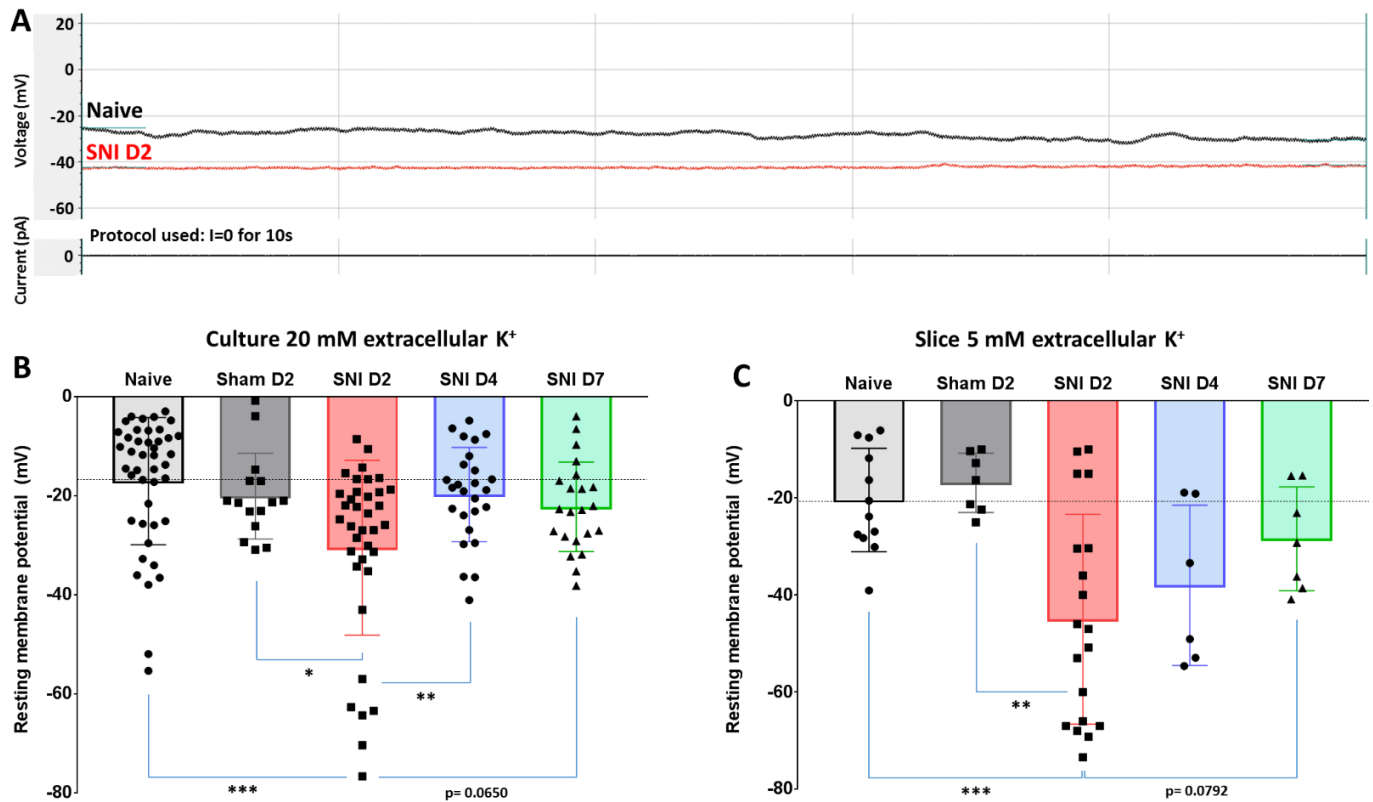 A
20
0
-20
-40
-60
Voltage (mV)
Naive
SNI D2
Protocol used: I=0 for 10s
0
Current (pA)
Culture 20 mM extracellular K⁺
B
Naive Sham D2 SNI D2 SNI D4 SNI D7
0
-20
-40
-60
-80
Resting membrane potential (mV)
*
**
***
p= 0.0650
Slice 5 mM extracellular K⁺
C
Naive Sham D2 SNI D2 SNI D4 SNI D7
0
-20
-40
-60
-80
Resting membrane potential (mV)
**
***
p= 0.0792